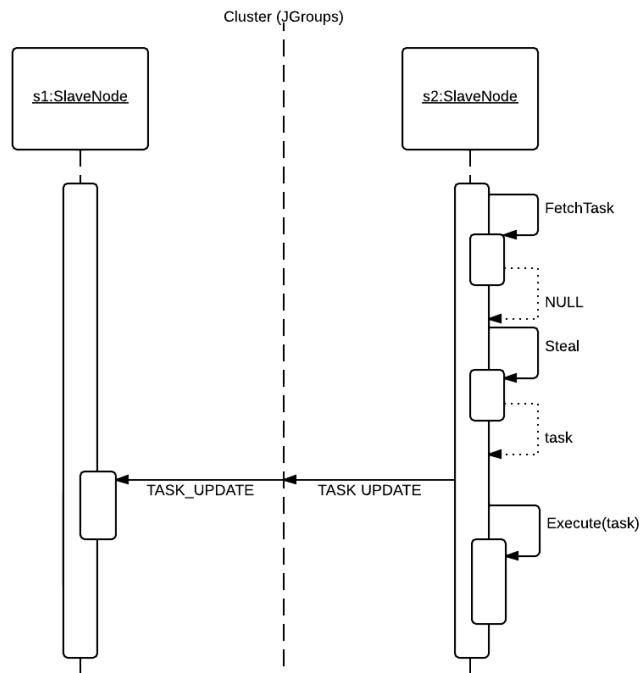 Cluster (JGroups)
s1:SlaveNode
s2:SlaveNode
FetchTask
NULL
Steal
task
TASK_UPDATE
TASK UPDATE
Execute(task)